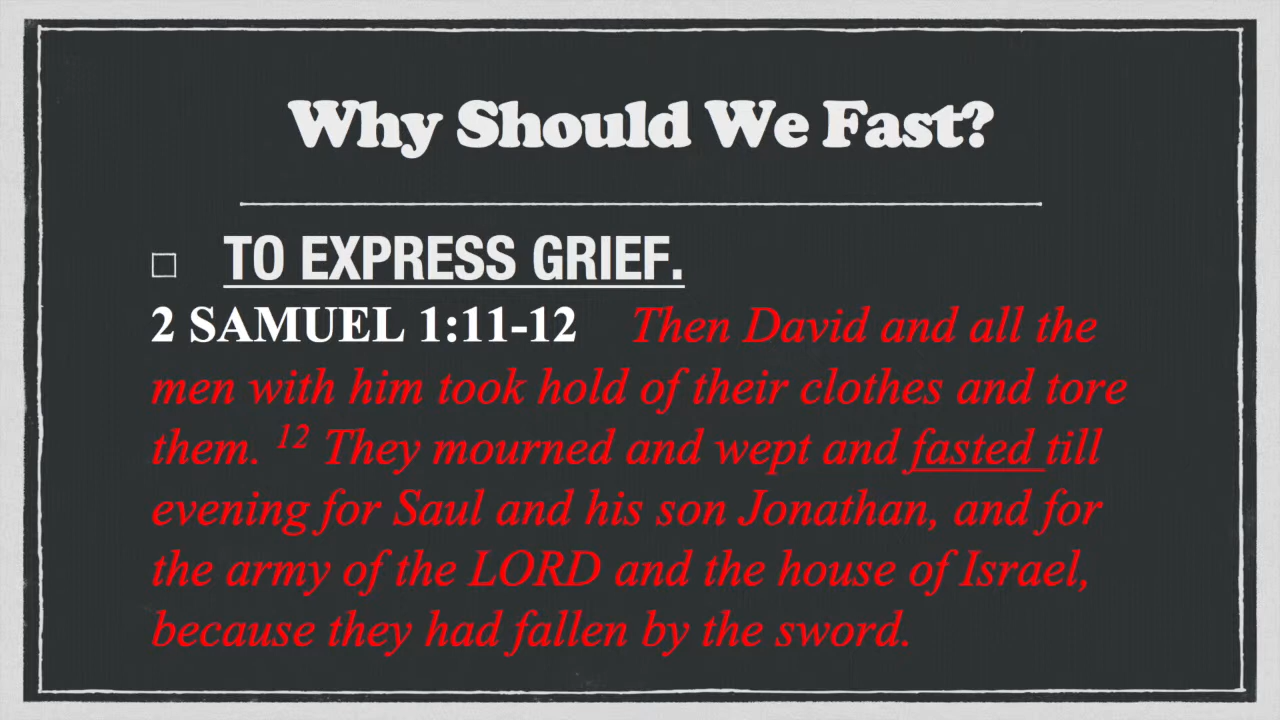 Why Should We Fast?
□ TO EXPRESS GRIEF.
2 SAMUEL 1:11-12 Then David and all the
men with him took hold of their clothes and tore
them. 12 They mourned and wept and fasted till
evening for Saul and his son Jonathan, and for
the army of the LORD and the house of Israel,
because they had fallen by the sword.